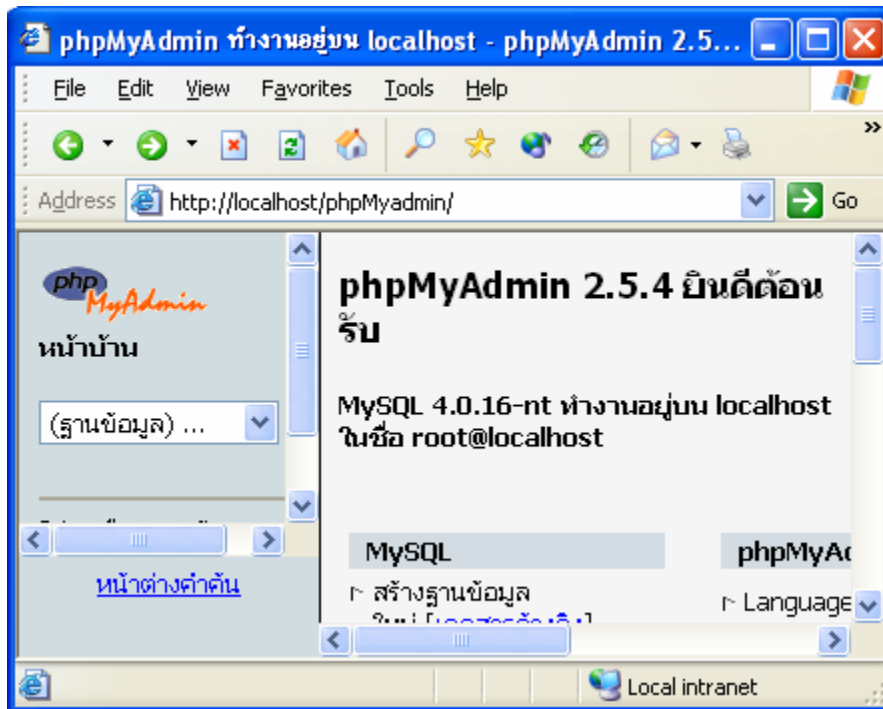 phpMyAdmin ทำงานอยู่บน localhost - phpMyAdmin 2.5...
File Edit View Favorites Tools Help
Address http://localhost/phpMyadmin/ Go
php
MyAdmin
หน้าบ้าน
(ฐานข้อมูล) ...
หน้าต่างคำค้น
phpMyAdmin 2.5.4 ยินดีต้อน
รับ
MySQL 4.0.16-nt ทำงานอยู่บน localhost
ในชื่อ root@localhost
MySQL
สร้างฐานข้อมูล
phpMyAd
Language
Local intranet